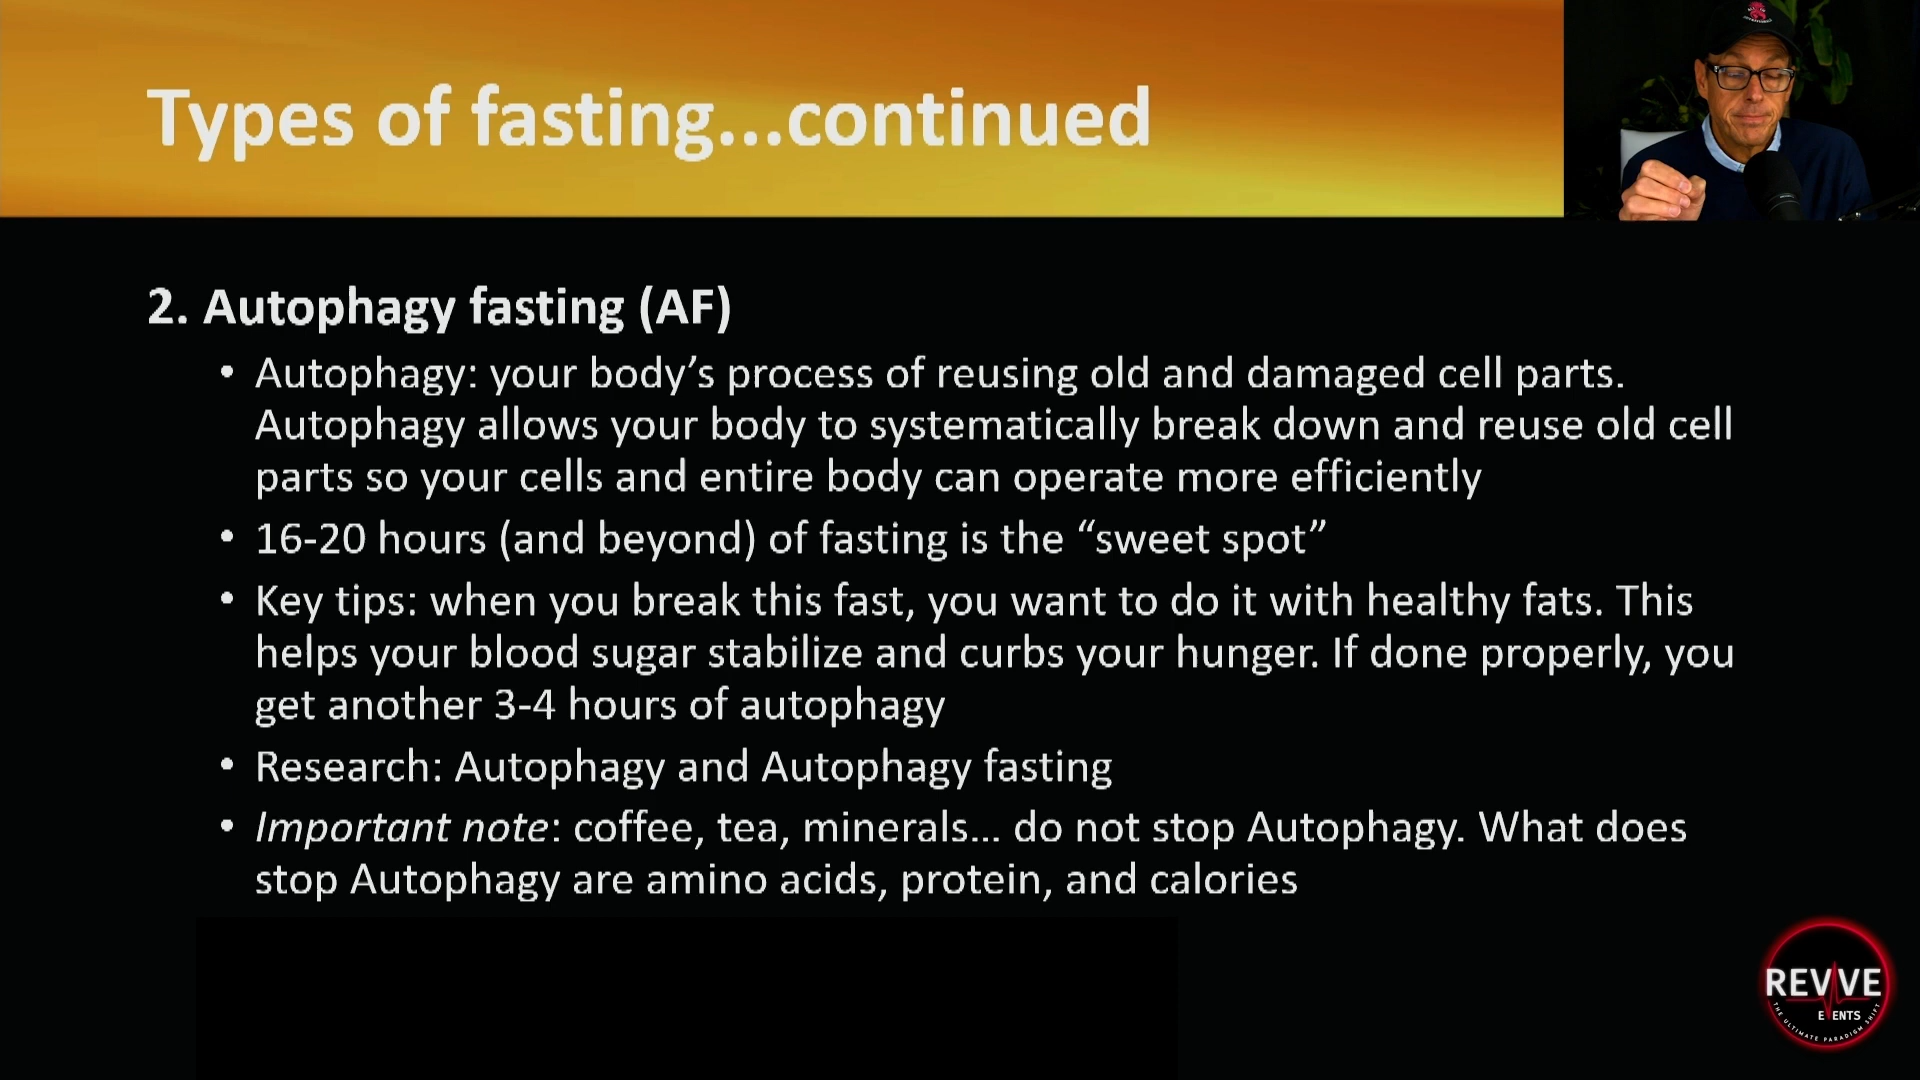 Types of fasting...continued
2. Autophagy fasting (AF)
• Autophagy: your body’s process of reusing old and damaged cell parts.
Autophagy allows your body to systematically break down and reuse old cell
parts so your cells and entire body can operate more efficiently
• 16-20 hours (and beyond) of fasting is the “sweet spot”
• Key tips: when you break this fast, you want to do it with healthy fats. This
helps your blood sugar stabilize and curbs your hunger. If done properly, you
get another 3-4 hours of autophagy
• Research: Autophagy and Autophagy fasting
• Important note: coffee, tea, minerals... do not stop Autophagy. What does
stop Autophagy are amino acids, protein, and calories
REVIVE
EVENTS
THE ULTIMATE PARADIGM SHIFT